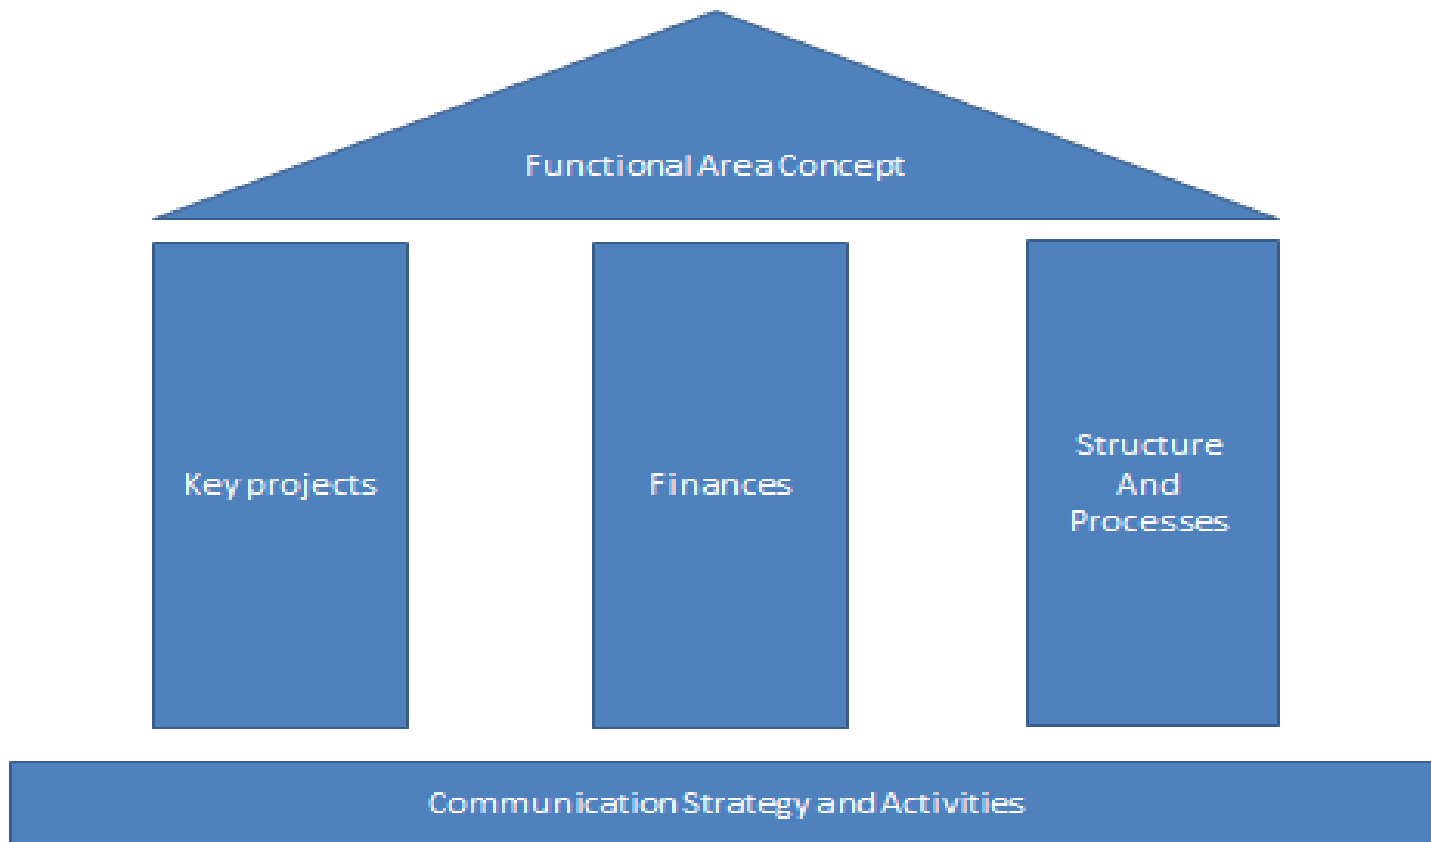 Functional Area Concept
Key projects
Finances
Structure
And
Processes
Communication Strategy and Activities